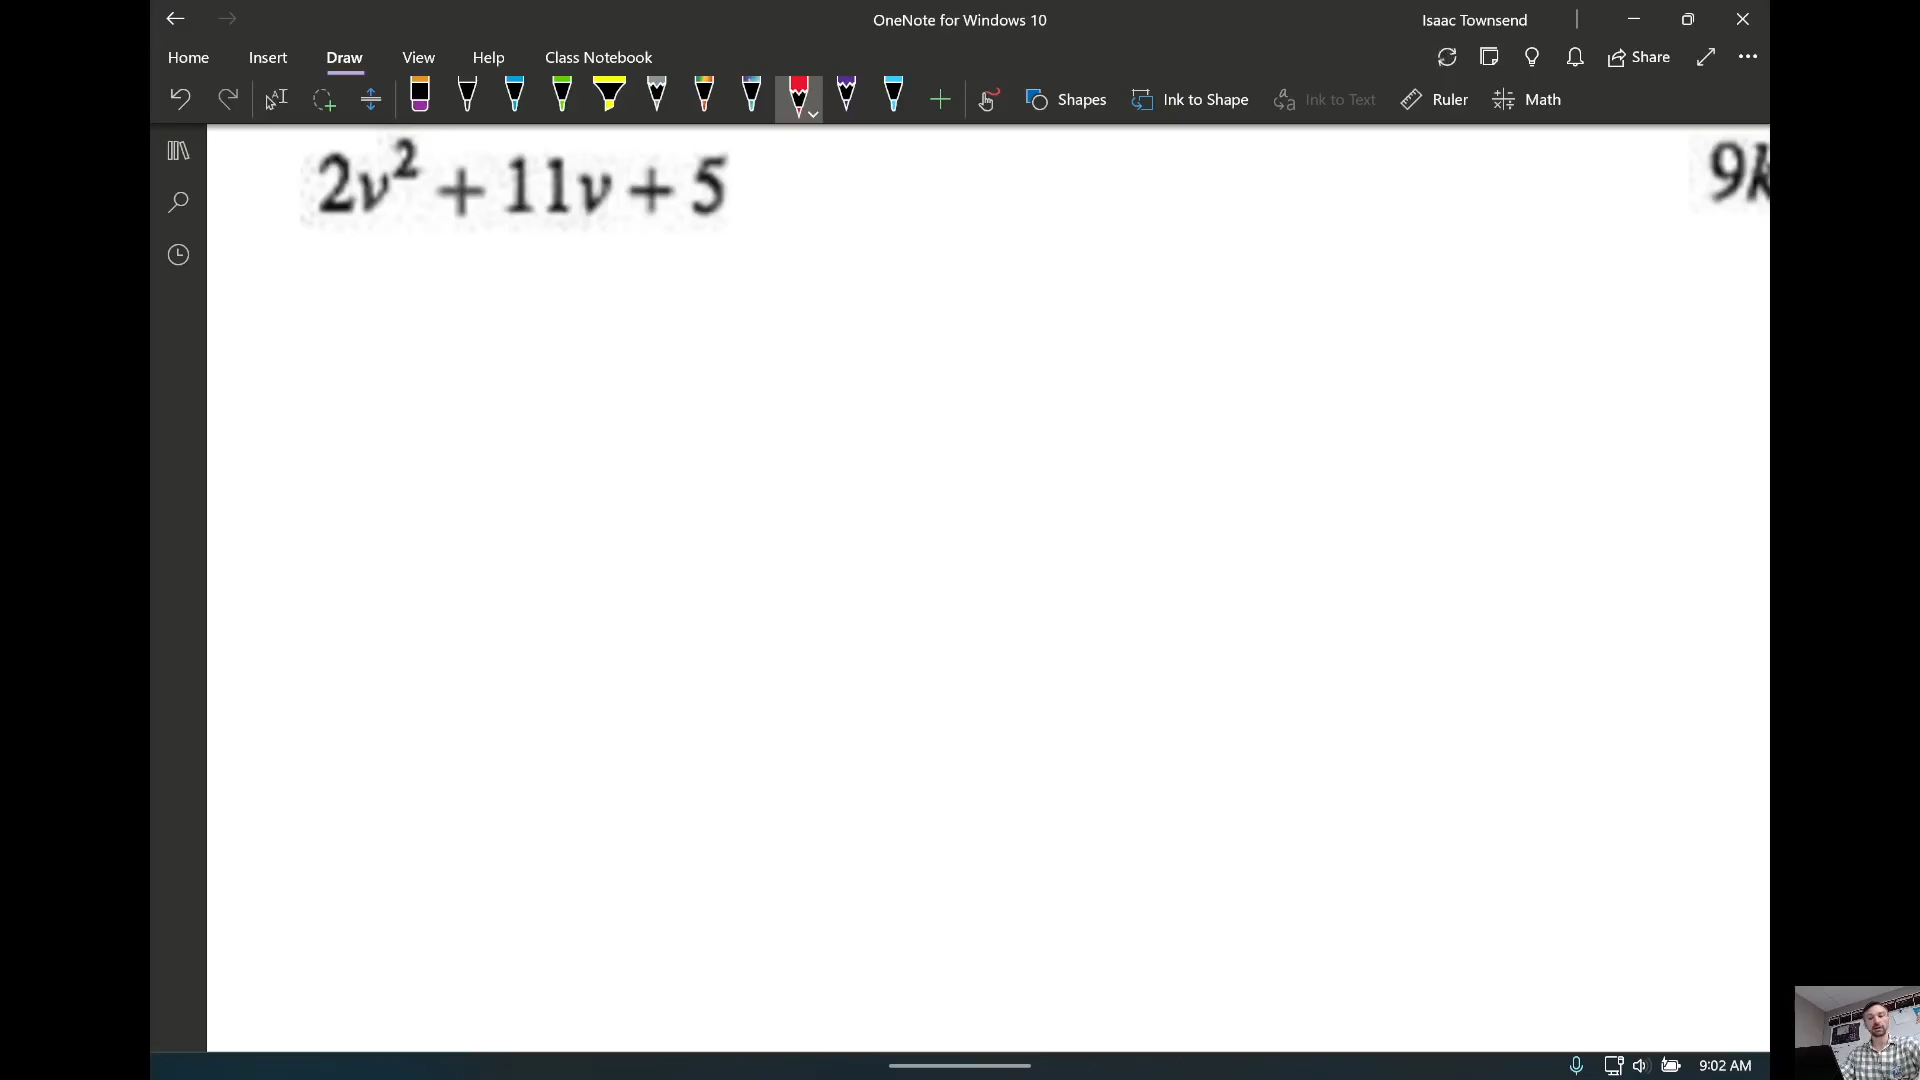 OneNote for Windows 10
Isaac Townsend
Home Insert Draw View Help Class Notebook
Share
Shapes Ink to Shape Ink to Text Ruler Math
2v² + 11v + 5
9k
9:02 AM